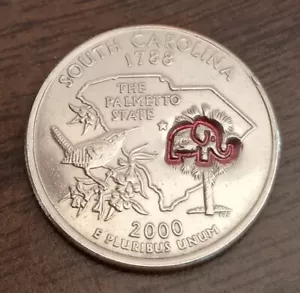 SOUTH CAROLINA
1788
THE
PALMETTO
STATE
2000
E PLURIBUS UNUM